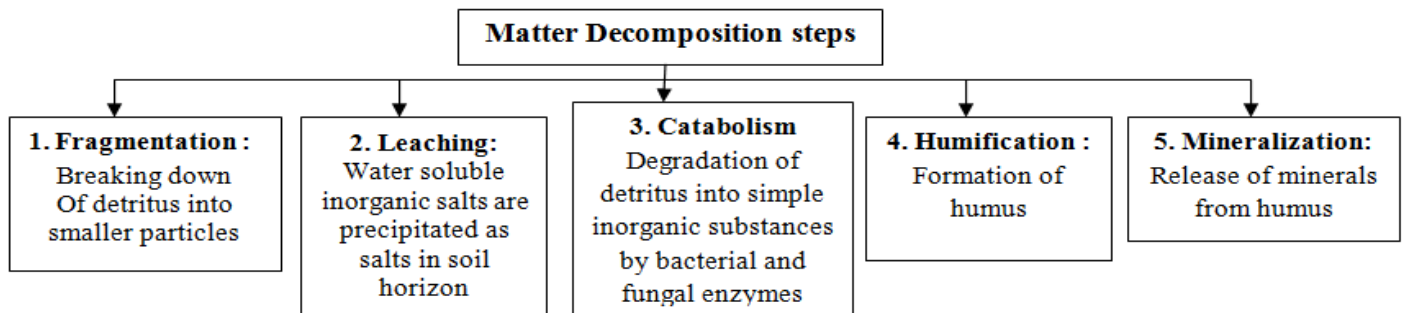 Matter Decomposition steps
1. Fragmentation :
Breaking down
Of detritus into
smaller particles
2. Leaching:
Water soluble
inorganic salts are
precipitated as
salts in soil
horizon
3. Catabolism
Degradation of
detritus into simple
inorganic substances
by bacterial and
fungal enzymes
4. Humification :
Formation of
humus
5. Mineralization:
Release of minerals
from humus